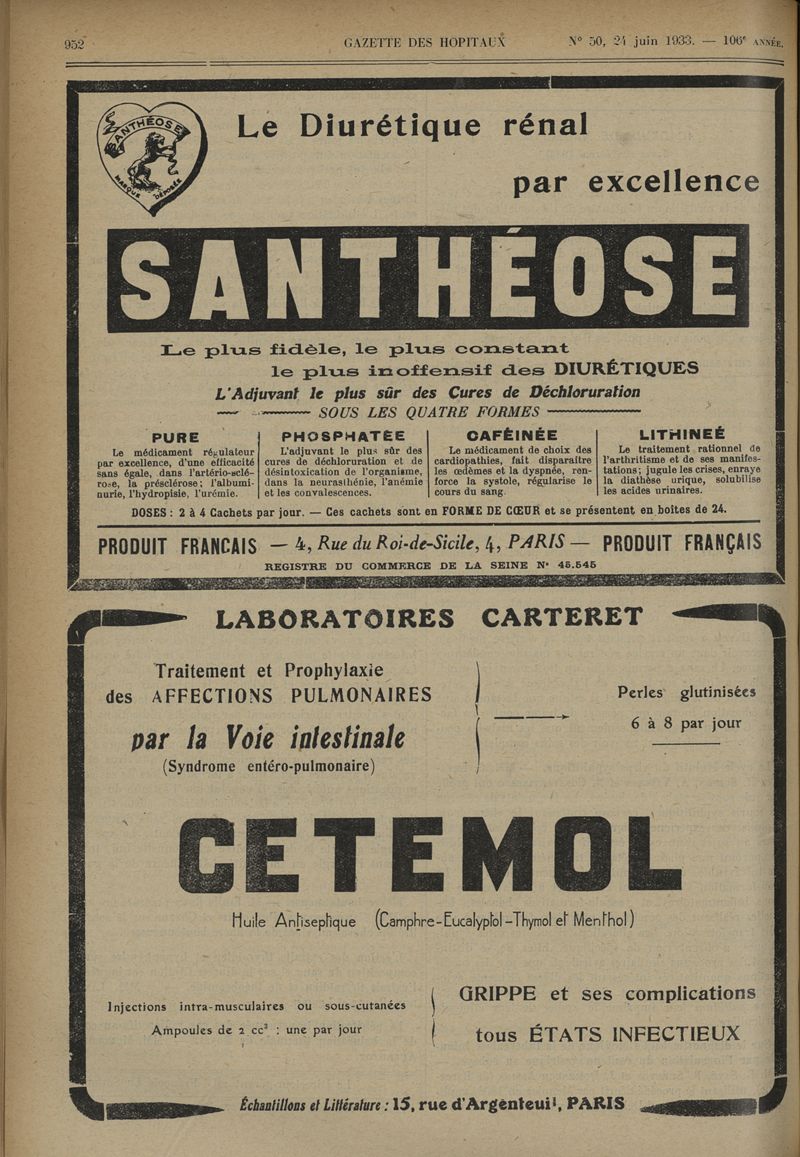 952 GAZETTE DES HOPITAUX N° 50, 24 juin 1933. — 106e ANNÉE.
SANTHÉOSE
MARQUE DÉPOSÉE
Le Diurétique rénal
par excellence
SANTHÉOSE
Le plus fidèle, le plus constant
le plus inoffensif des DIURÉTIQUES
L'Adjuvant le plus sûr des Cures de Déchloruration
SOUS LES QUATRE FORMES
PURE
Le médicament régulateur
par excellence, d'une efficacité
sans égale, dans l'artério-sclé-
rose, la présclérose; l'albumi-
nurie, l'hydropisie, l'urémie.
PHOSPHATÉE
L'adjuvant le plus sûr des
cures de déchloruration et de
désintoxication de l'organisme,
dans la neurasthénie, l'anémie
et les convalescences.
CAFÉINÉE
Le médicament de choix des
cardiopathies, fait disparaître
les œdèmes et la dyspnée, ren-
force la systole, régularise le
cours du sang.
LITHINEÉ
Le traitement rationnel de
l'arthritisme et de ses manifes-
tations; jugule les crises, enraye
la diathèse urique, solubilise
les acides urinaires.
DOSES : 2 à 4 Cachets par jour. — Ces cachets sont en FORME DE CŒUR et se présentent en boîtes de 24.
PRODUIT FRANCAIS — 4, Rue du Roi-de-Sicile, 4, PARIS — PRODUIT FRANÇAIS
REGISTRE DU COMMERCE DE LA SEINE N° 45.545
LABORATOIRES CARTERET
Traitement et Prophylaxie
des AFFECTIONS PULMONAIRES
par la Voie intestinale
(Syndrome entéro-pulmonaire)
Perles glutinisées
6 à 8 par jour
CETEMOL
Huile Antiseptique (Camphre-Eucalyptol-Thymol et Menthol)
Injections intra-musculaires ou sous-cutanées
Ampoules de 2 cc³ : une par jour
GRIPPE et ses complications
tous ÉTATS INFECTIEUX
Échantillons et Littérature : 15, rue d'Argenteuil, PARIS